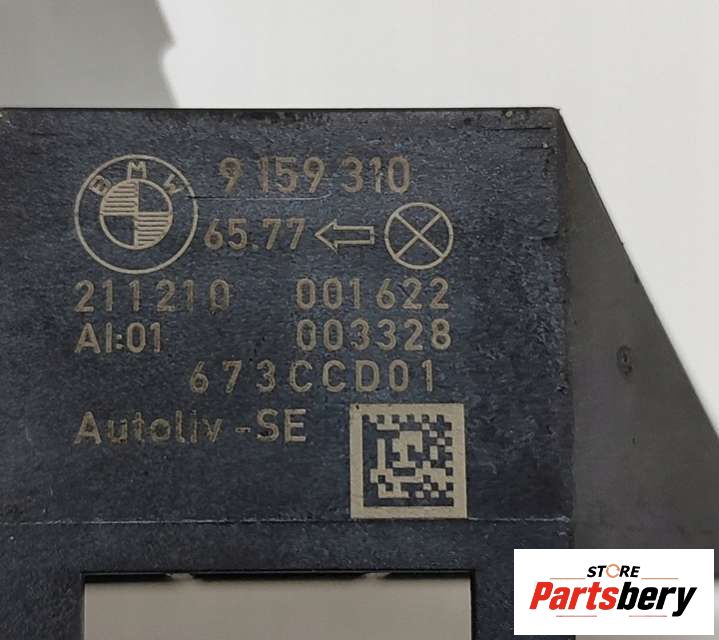 BMW
9 159 310
65.77
211210 001622
AI:01 003328
673CCD01
Autoliv-SE
STORE
Partsbery